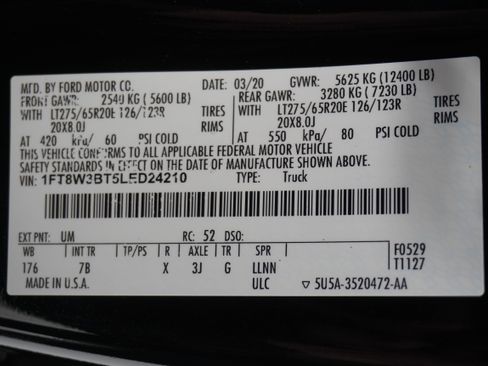 MFD. BY FORD MOTOR CO. DATE: 03/20 GVWR: 5625 KG (12400 LB)
FRONT GAWR: 2540 KG (5600 LB) REAR GAWR: 3280 KG (7230 LB)
WITH LT275/65R20E 126/123R TIRES WITH LT275/65R20E 126/123R TIRES
20X8.0J RIMS 20X8.0J RIMS
AT 420 kPa/ 60 PSI COLD AT 550 kPa/ 80 PSI COLD
THIS VEHICLE CONFORMS TO ALL APPLICABLE FEDERAL MOTOR VEHICLE
SAFETY STANDARDS IN EFFECT ON THE DATE OF MANUFACTURE SHOWN ABOVE.
VIN: 1FT8W3BT5LED24210 TYPE: Truck
EXT PNT: UM RC: 52 DSO:
WB INT TR TP/PS R AXLE TR SPR F0529
176 7B X 3J G LLNN T1127
MADE IN U.S.A. ULC ▽ 5U5A-3520472-AA